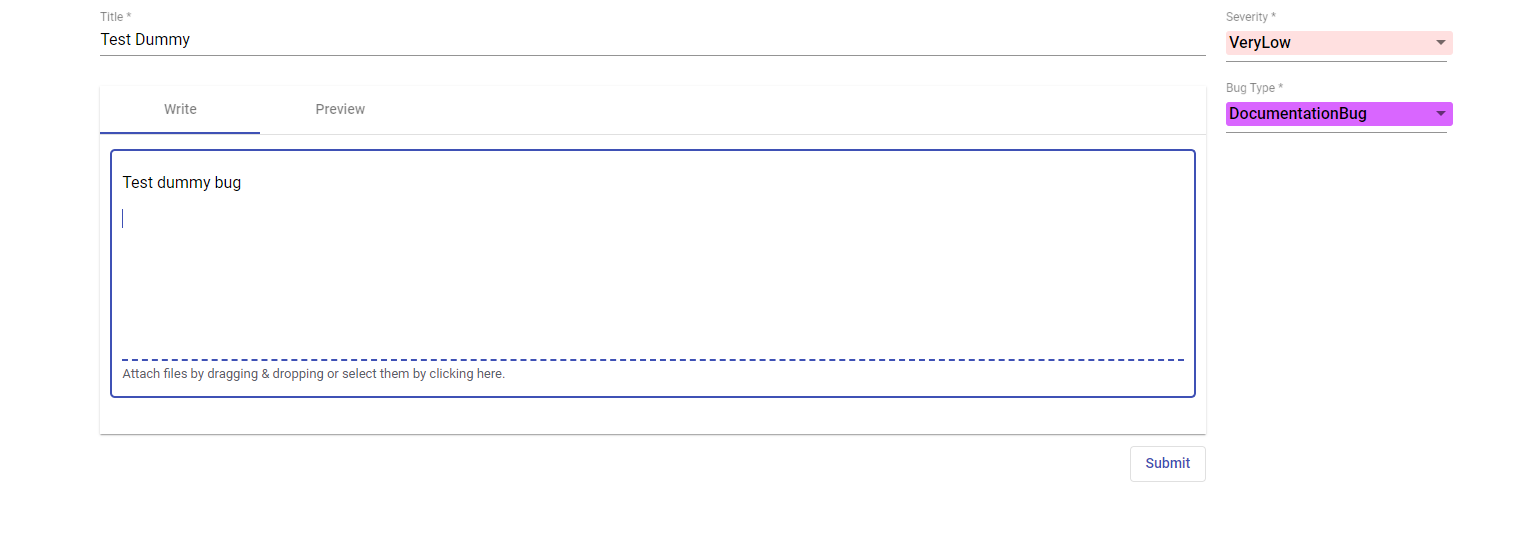 Title *
Test Dummy
Severity *
VeryLow
Bug Type *
DocumentationBug
Write Preview
Test dummy bug
Attach files by dragging & dropping or select them by clicking here.
Submit